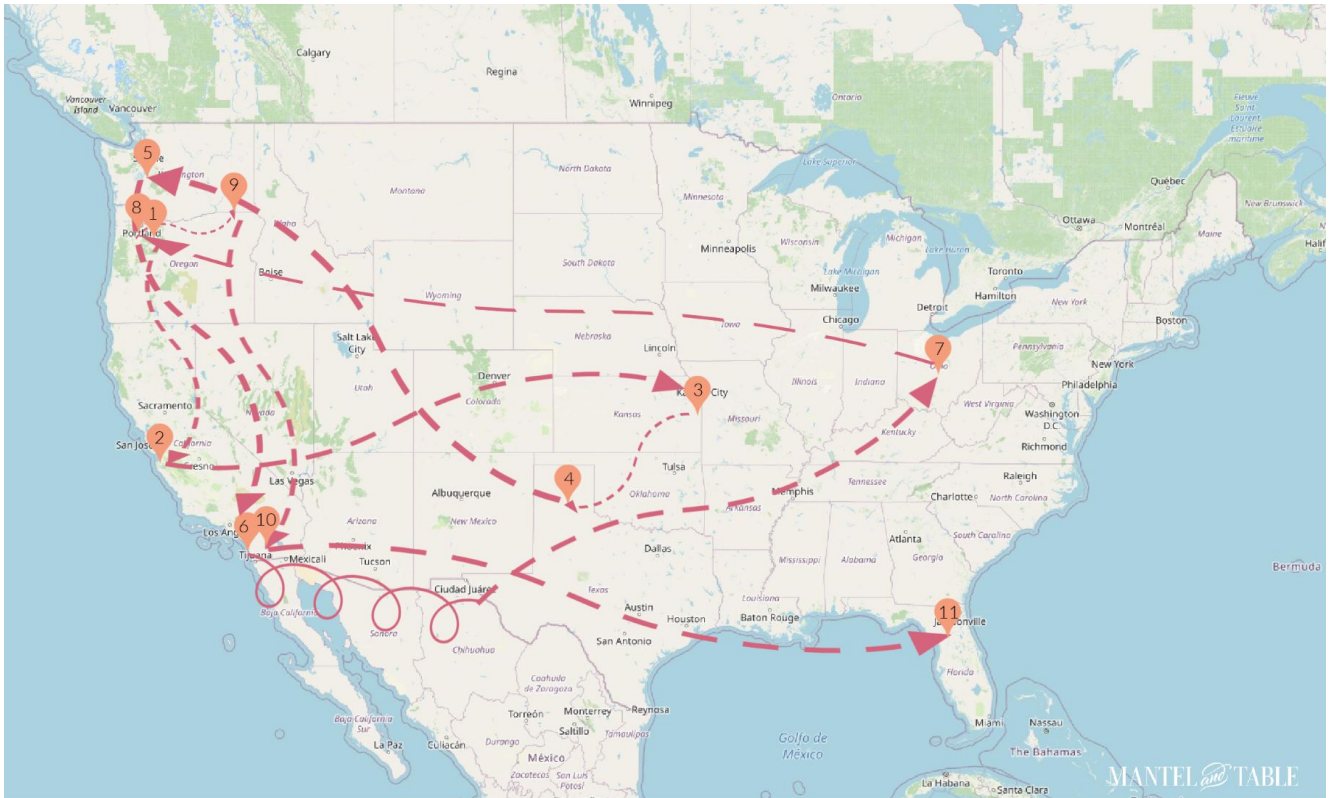 Calgary
Regina
Winnipeg
Ontario
Vancouver
Island
Vancouver
Québec
New Brunswick
Maine
Ottawa
Montréal
5
9
8
1
Portland
Oregon
Idaho
Boise
Montana
North Dakota
South Dakota
Minnesota
Minneapolis
Lake Superior
Wisconsin
Michigan
Lake Huron
Lake Michigan
Milwaukee
Chicago
Detroit
Toronto
Hamilton
New York
Boston
Wyoming
Nebraska
Iowa
Lincoln
Salt Lake
City
Utah
Denver
Colorado
Kansas
3
City
Missouri
Illinois
Indiana
7
Ohio
Pennsylvania
New York
Philadelphia
Washington
D.C.
West Virginia
Richmond
Kentucky
Sacramento
Nevada
2
California
Fresno
Las Vegas
Albuquerque
New Mexico
Arizona
4
Oklahoma
Tulsa
Arkansas
Memphis
Tennessee
Charlotte
Raleigh
North Carolina
South Carolina
Atlanta
Georgia
Alabama
Mississippi
6
10
Tijuana
Mexicali
Phoenix
Tucson
Ciudad Juárez
Dallas
Texas
Austin
San Antonio
Houston
Louisiana
Baton Rouge
11
Florida
Miami
Nassau
The Bahamas
Bermuda
Baja California
Sonora
Chihuahua
Coahuila
de Zaragoza
Torreón
Monterrey
Saltillo
Reynosa
Tamaulipas
Baja California
Sur
La Paz
Culiacán
Durango
México
Zacatecas
San Luis
Potosí
Golfo de
México
La Habana
Santa Clara
MANTEL and TABLE